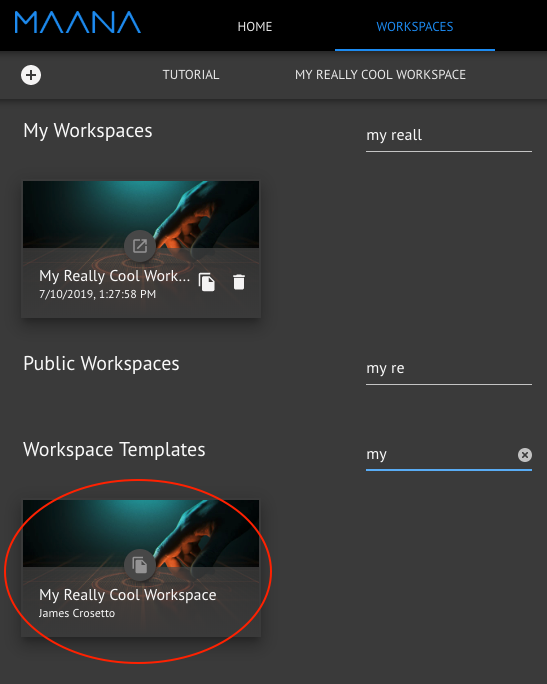 MAANA
HOME
WORKSPACES
TUTORIAL
MY REALLY COOL WORKSPACE
My Workspaces
my reall
My Really Cool Work...
7/10/2019, 1:27:58 PM
Public Workspaces
my re
Workspace Templates
my
My Really Cool Workspace
James Crosetto